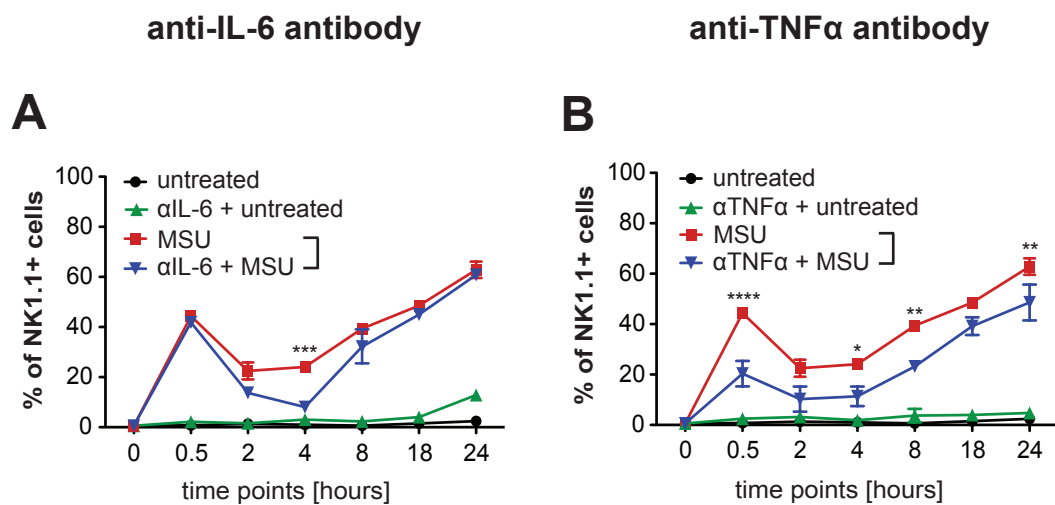 anti-IL-6 antibody
anti-TNFα antibody
A
% of NK1.1+ cells
100
80
60
40
20
0
untreated
αIL-6 + untreated
MSU
αIL-6 + MSU
***
0 0.5 2 4 8 18 24
time points [hours]
B
% of NK1.1+ cells
100
80
60
40
20
0
untreated
αTNFα + untreated
MSU
αTNFα + MSU
****
*
**
**
0 0.5 2 4 8 18 24
time points [hours]